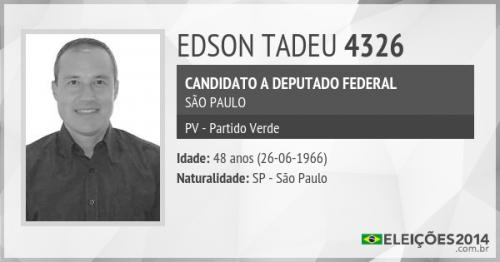 EDSON TADEU 4326
CANDIDATO A DEPUTADO FEDERAL
SÃO PAULO
PV - Partido Verde
Idade: 48 anos (26-06-1966)
Naturalidade: SP - São Paulo
ELEIÇÕES2014
.com.br